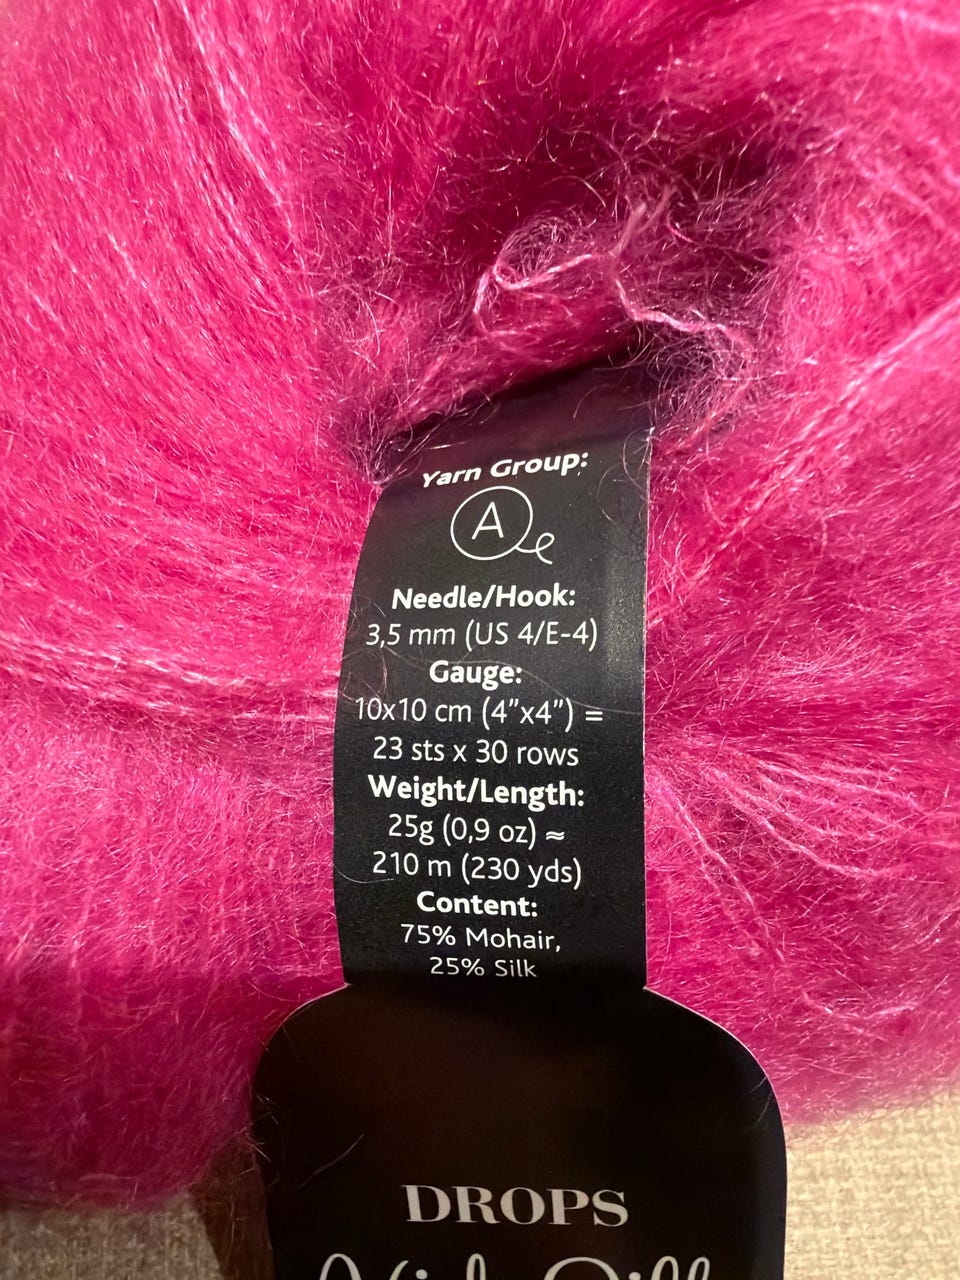 Yarn Group:
A
Needle/Hook:
3,5 mm (US 4/E-4)
Gauge:
10x10 cm (4”x4”) =
23 sts x 30 rows
Weight/Length:
25g (0,9 oz) ≈
210 m (230 yds)
Content:
75% Mohair,
25% Silk
DROPS